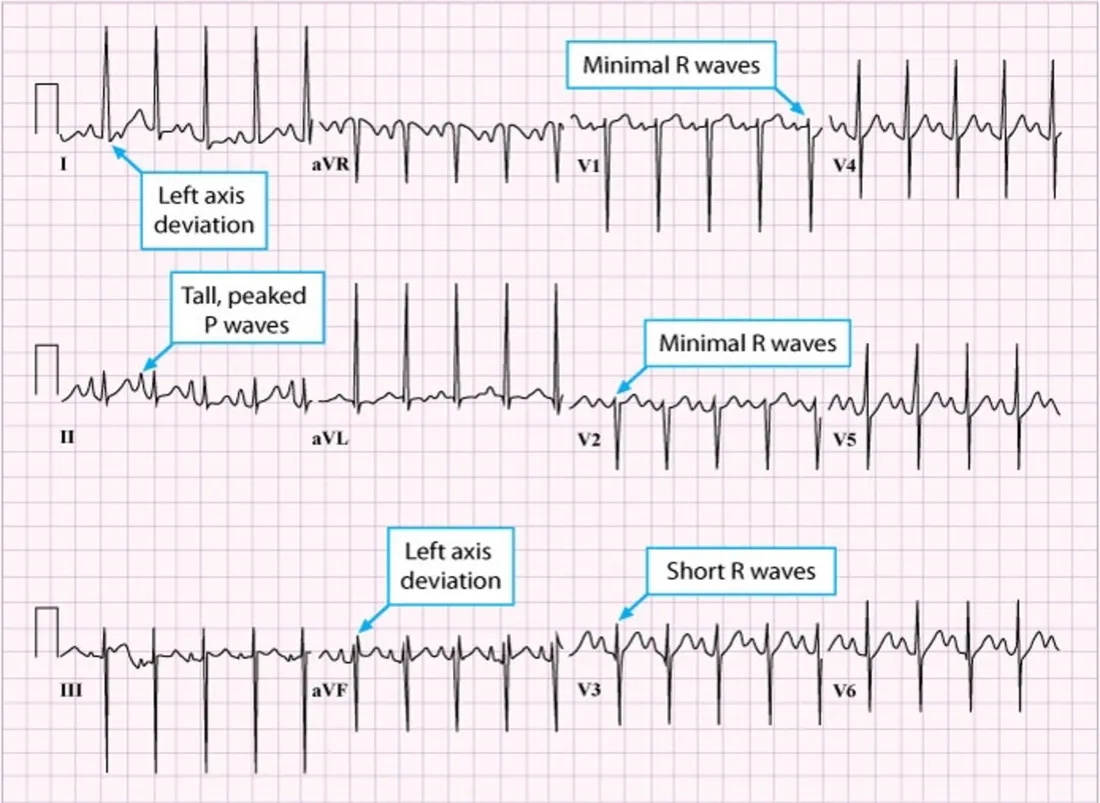 Minimal R waves
I
aVR
V1
V4
Left axis
deviation
Tall, peaked
P waves
Minimal R waves
II
aVL
V2
V5
Left axis
deviation
Short R waves
III
aVF
V3
V6